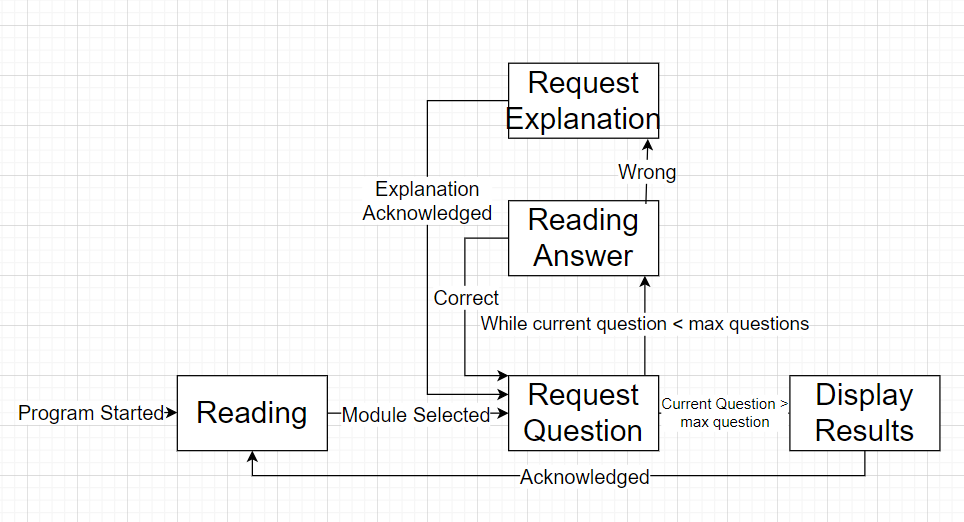 Request
Explanation
Wrong
Explanation
Acknowledged
Reading
Answer
Correct
While current question < max questions
Program Started
Reading
Module Selected
Request
Question
Current Question >
max question
Display
Results
Acknowledged